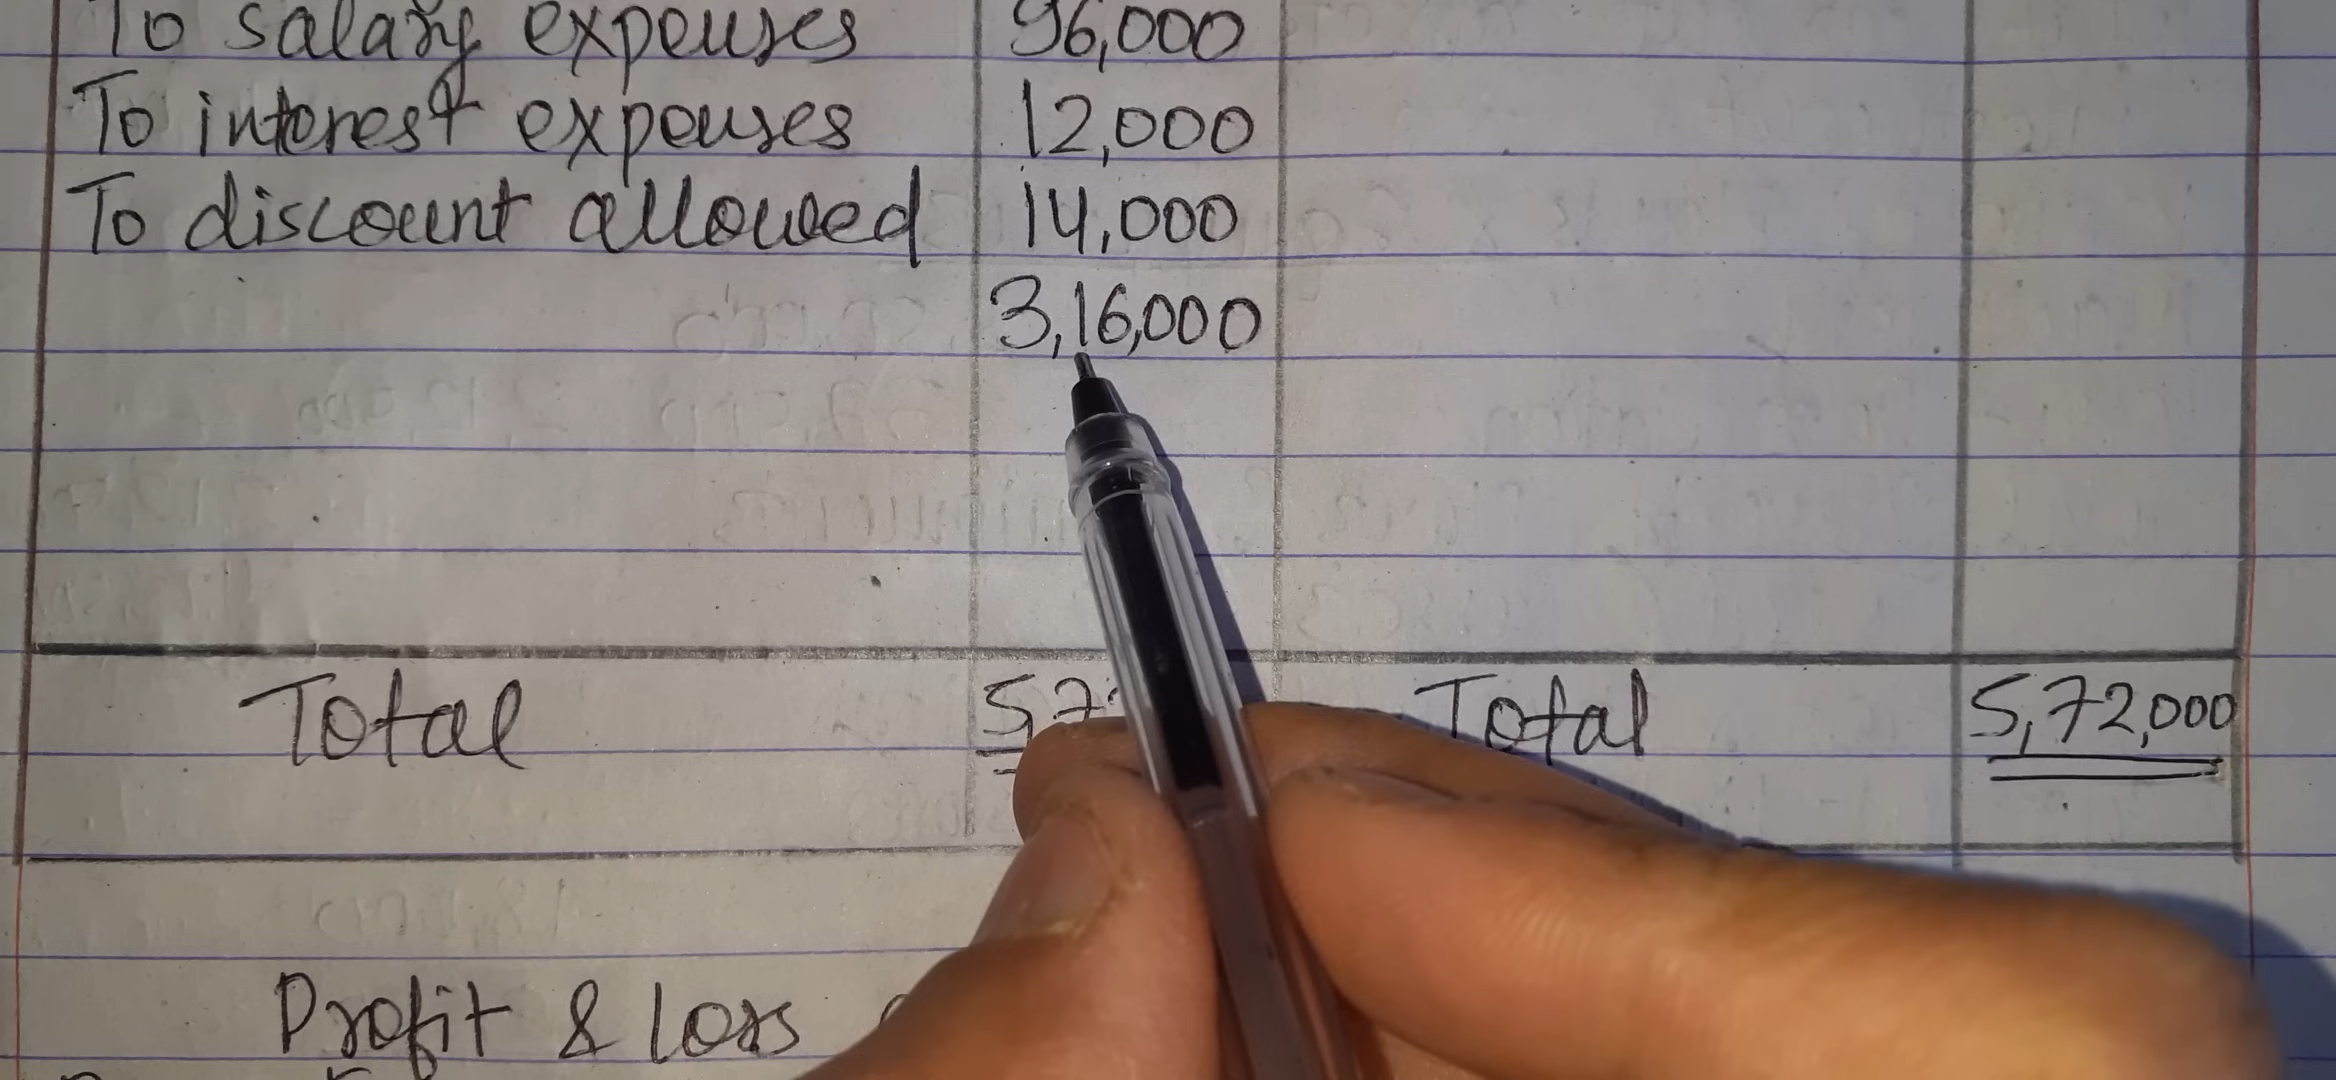 To salary expenses 96,000
To interest expenses 12,000
To discount allowed 14,000
3,16,000
Total Total 5,72,000
Profit & loss